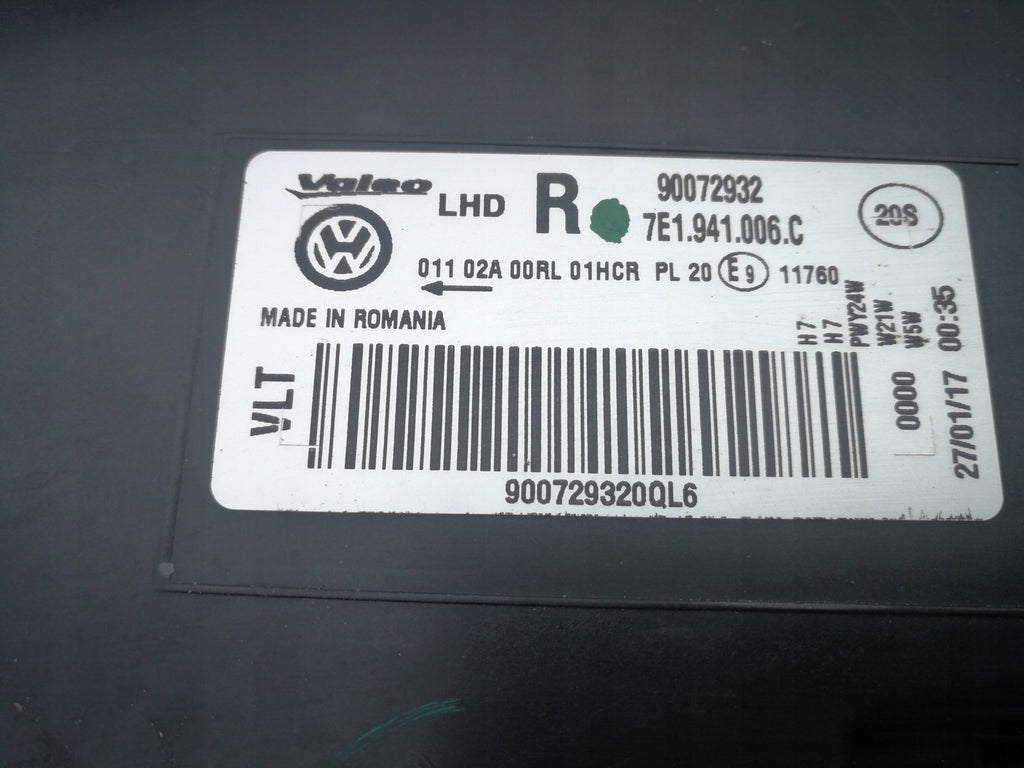 Valeo
LHD R 90072932
7E1.941.006.C
20S
011 02A 00RL 01HCR PL 20 E9 11760
MADE IN ROMANIA
VLT
H7
H7
PWY24W
W21W
W5W
0000
27/01/17 00:35
900729320QL6